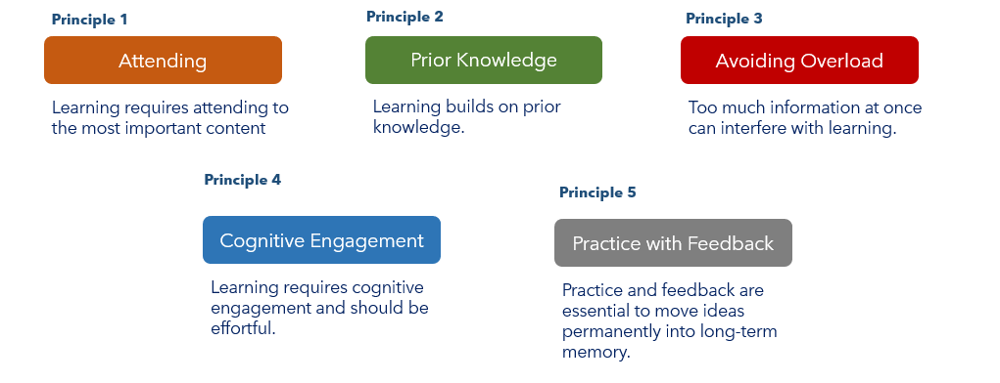 Principle 1
Attending
Learning requires attending to
the most important content
Principle 2
Prior Knowledge
Learning builds on prior
knowledge.
Principle 3
Avoiding Overload
Too much information at once
can interfere with learning.
Principle 4
Cognitive Engagement
Learning requires cognitive
engagement and should be
effortful.
Principle 5
Practice with Feedback
Practice and feedback are
essential to move ideas
permanently into long-term
memory.